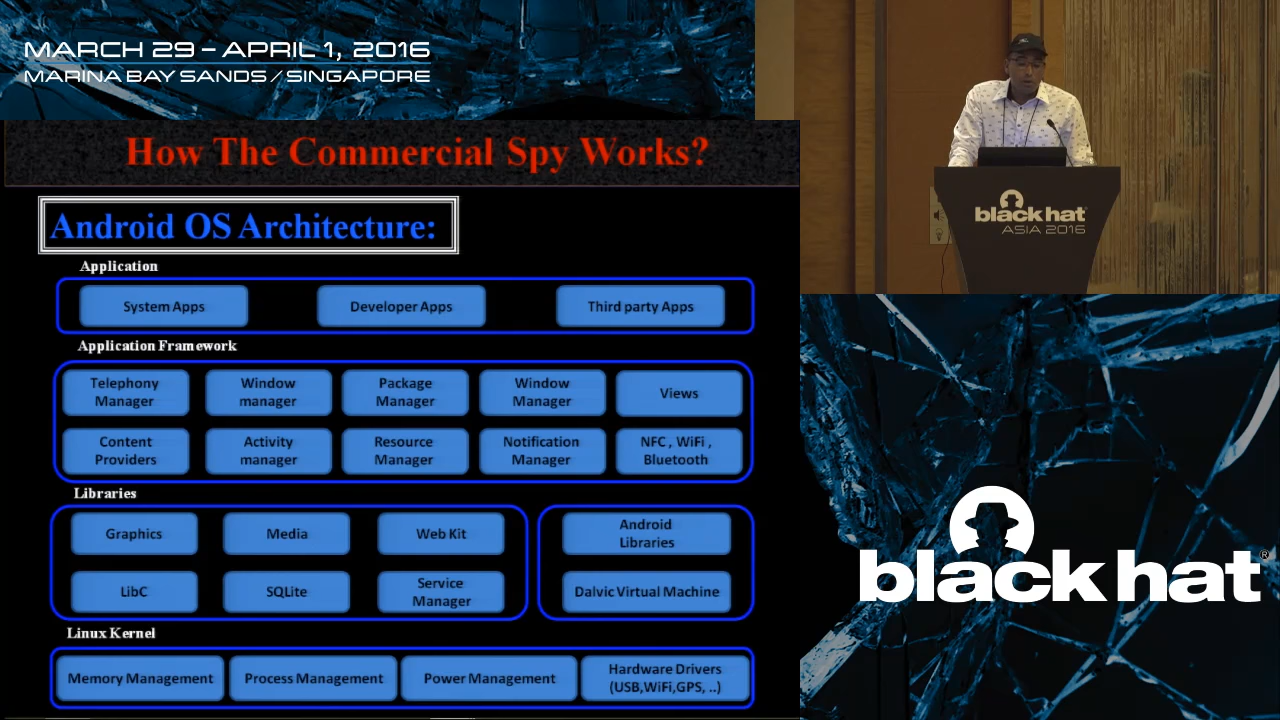 MARCH 29 – APRIL 1, 2016
MARINA BAY SANDS / SINGAPORE
How The Commercial Spy Works?
Android OS Architecture:
Application
System Apps
Developer Apps
Third party Apps
Application Framework
Telephony
Manager
Window
manager
Package
Manager
Window
Manager
Views
Content
Providers
Activity
manager
Resource
Manager
Notification
Manager
NFC , WiFi ,
Bluetooth
Libraries
Graphics
Media
Web Kit
Android
Libraries
LibC
SQLite
Service
Manager
Dalvic Virtual Machine
Linux Kernel
Memory Management
Process Management
Power Management
Hardware Drivers
(USB,WiFi,GPS, ..)
black hat
ASIA 2016
black hat®